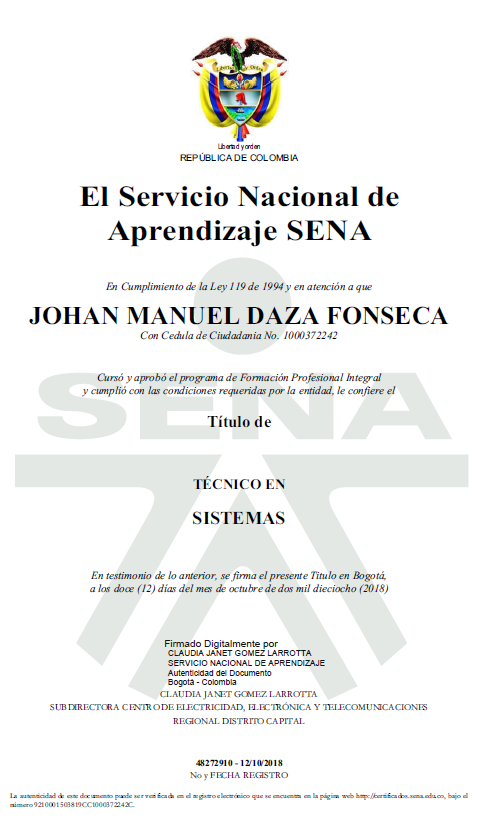 Libertad y orden
REPÚBLICA DE COLOMBIA
El Servicio Nacional de
Aprendizaje SENA
En Cumplimiento de la Ley 119 de 1994 y en atención a que
JOHAN MANUEL DAZA FONSECA
Con Cedula de Ciudadania No. 1000372242
Cursó y aprobó el programa de Formación Profesional Integral
y cumplió con las condiciones requeridas por la entidad, le confiere el
SENA
Título de
TÉCNICO EN
SISTEMAS
En testimonio de lo anterior, se firma el presente Título en Bogotá,
a los doce (12) días del mes de octubre de dos mil dieciocho (2018)
Firmado Digitalmente por
CLAUDIA JANET GOMEZ LARROTTA
SERVICIO NACIONAL DE APRENDIZAJE
Autenticidad del Documento
Bogotá - Colombia
CLAUDIA JANET GOMEZ LARROTTA
SUBDIRECTORA CENTRO DE ELECTRICIDAD, ELECTRÓNICA Y TELECOMUNICACIONES
REGIONAL DISTRITO CAPITAL
48272910 - 12/10/2018
No y FECHA REGISTRO
La autenticidad de este documento puede ser verificada en el registro electrónico que se encuentra en la página web http://certificados.sena.edu.co, bajo el
número 9210001503819CC1000372242C.